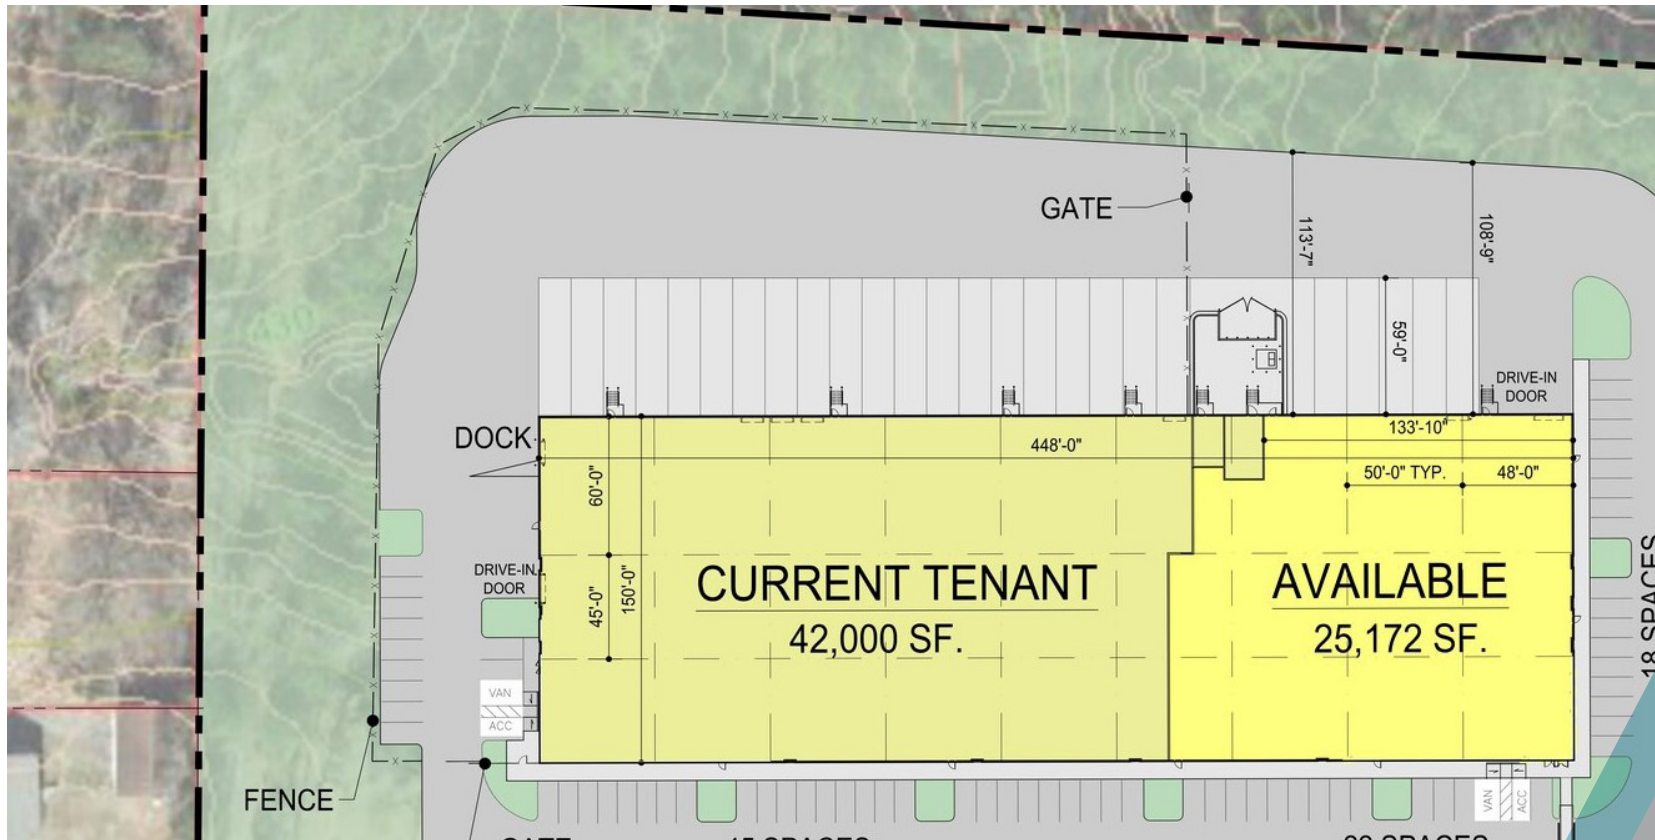 GATE
113'-7"
108'-9"
59'-0"
DRIVE-IN
DOOR
DOCK
448'-0"
133'-10"
60'-0"
50'-0" TYP.
48'-0"
DRIVE-IN
DOOR
45'-0"
150'-0"
CURRENT TENANT
42,000 SF.
AVAILABLE
25,172 SF.
18 SPACES
VAN
ACC
FENCE
VAN
ACC